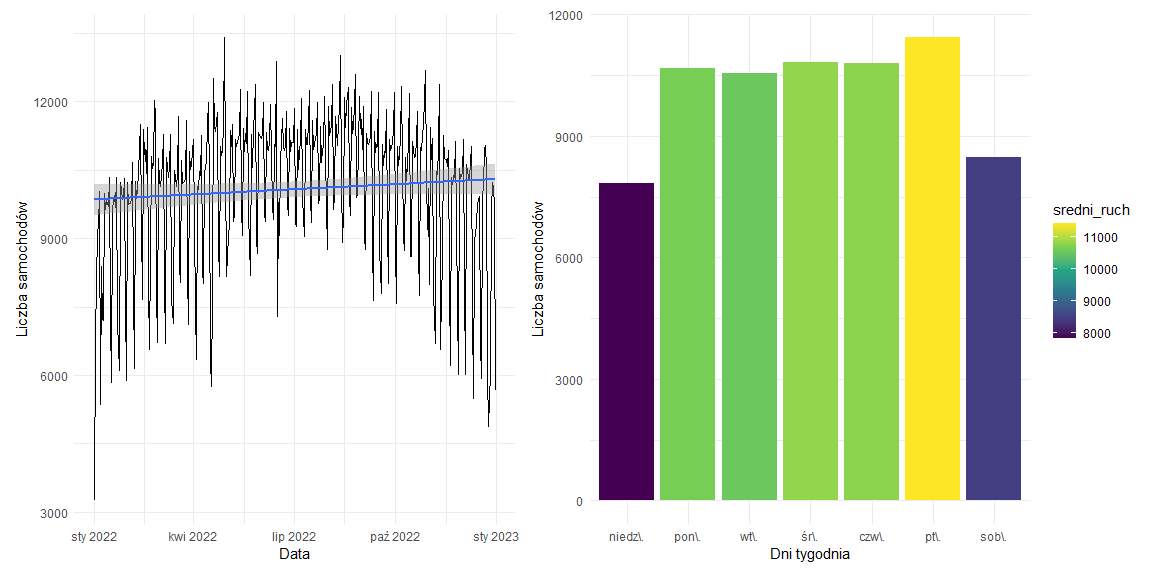 12000
9000
6000
3000
Liczba samochodów
sty 2022
kwi 2022
lip 2022
paź 2022
sty 2023
Data
12000
9000
6000
3000
0
Liczba samochodów
niedz\.
pon\.
wt\.
śr\.
czw\.
pt\.
sob\.
Dni tygodnia
sredni_ruch
11000
10000
9000
8000